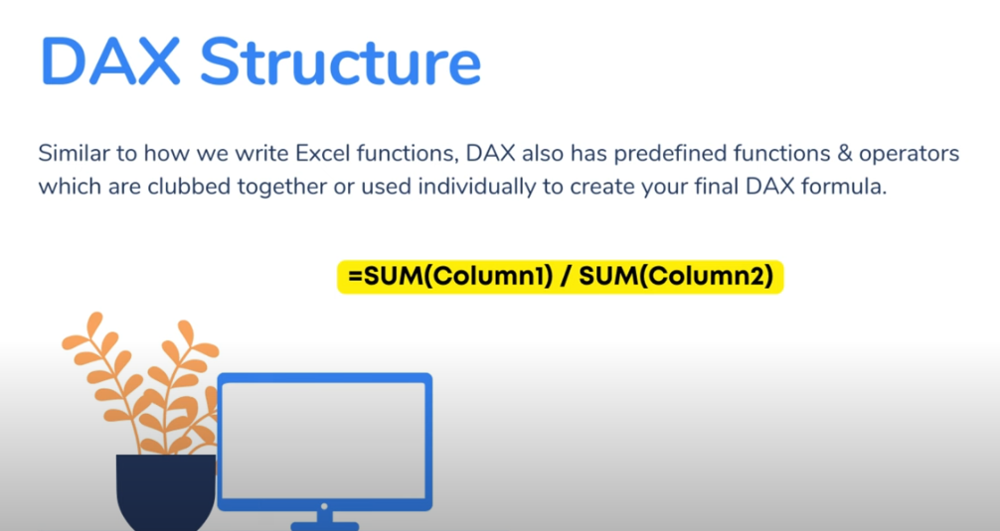 DAX Structure
Similar to how we write Excel functions, DAX also has predefined functions & operators
which are clubbed together or used individually to create your final DAX formula.
=SUM(Column1) / SUM(Column2)